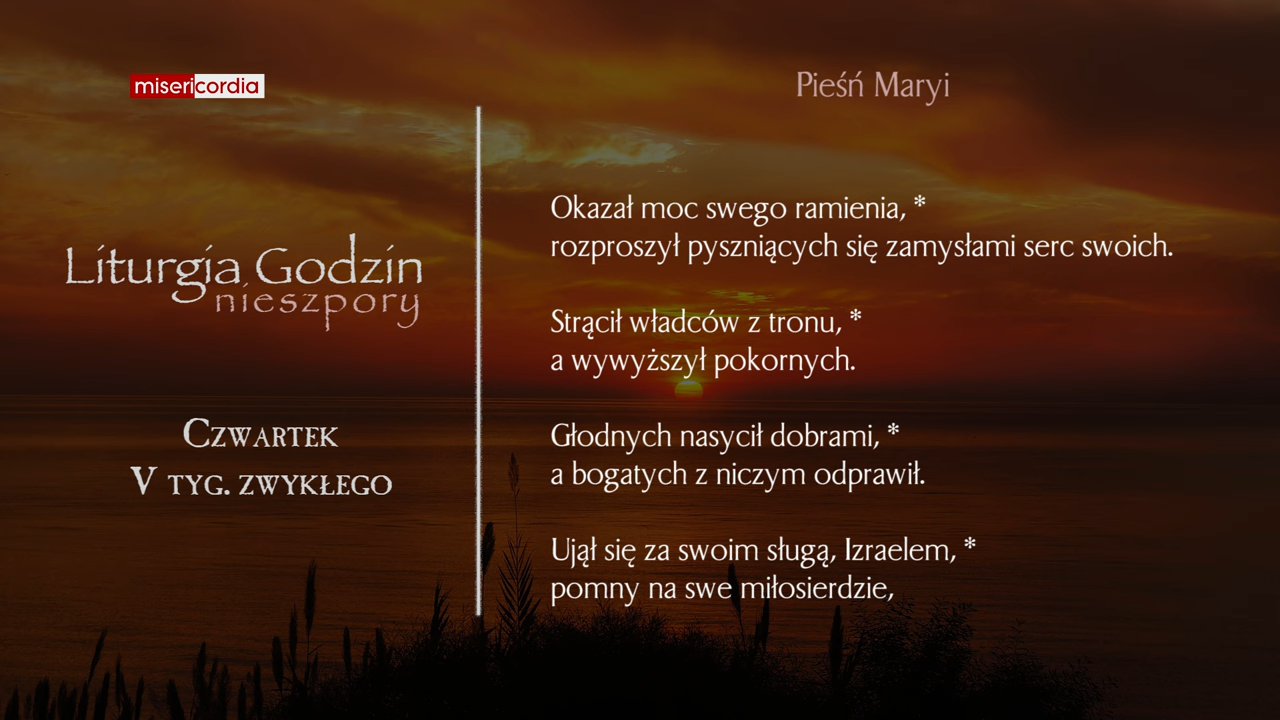 misericordia
Liturgia Godzin
nieszpory
Czwartek
V tyg. zwykłego
Pieśń Maryi
Okazał moc swego ramienia, *
rozproszył pyszniących się zamysłami serc swoich.
Strącił władców z tronu, *
a wywyższył pokornych.
Głodnych nasycił dobrami, *
a bogatych z niczym odprawił.
Ujął się za swoim sługą, Izraelem, *
pomny na swe miłosierdzie,